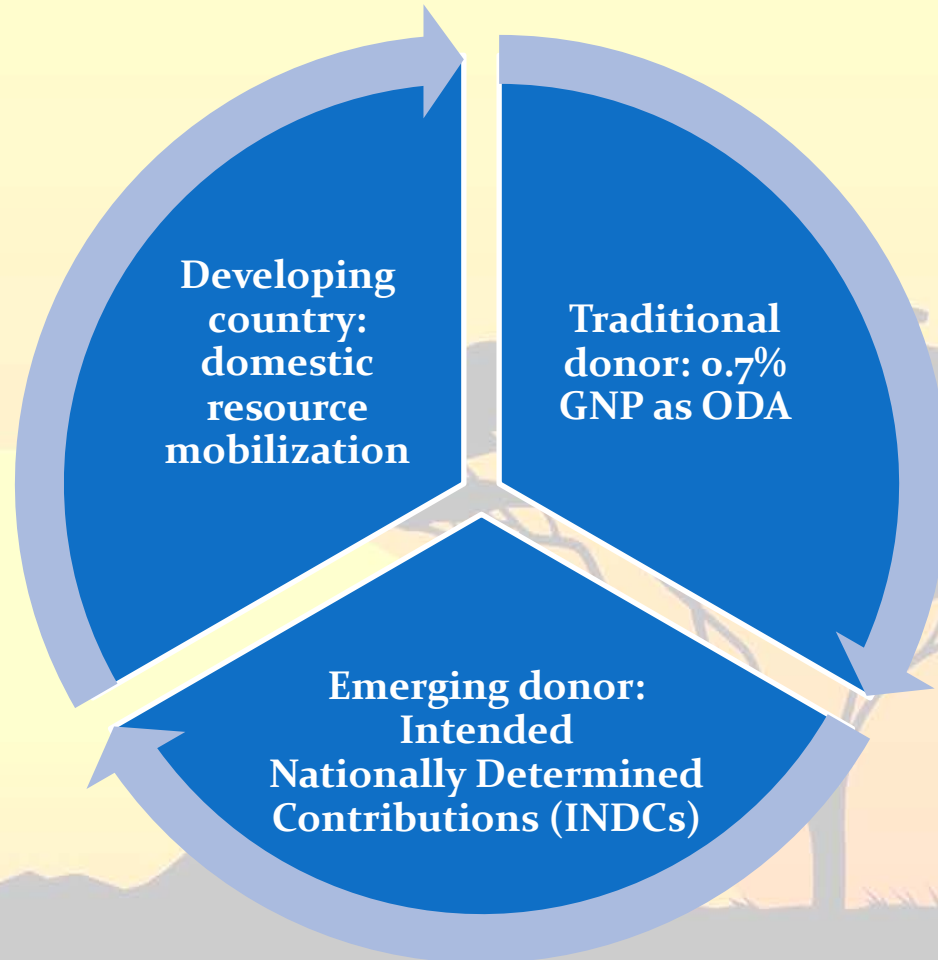 Developing
country:
domestic
resource
mobilization
Traditional
donor: 0.7%
GNP as ODA
Emerging donor:
Intended
Nationally Determined
Contributions (INDCs)